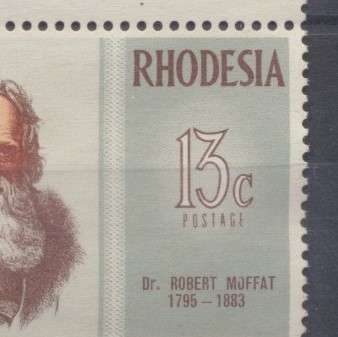 RHODESIA
13c
POSTAGE
Dr. ROBERT MOFFAT
1795 – 1883